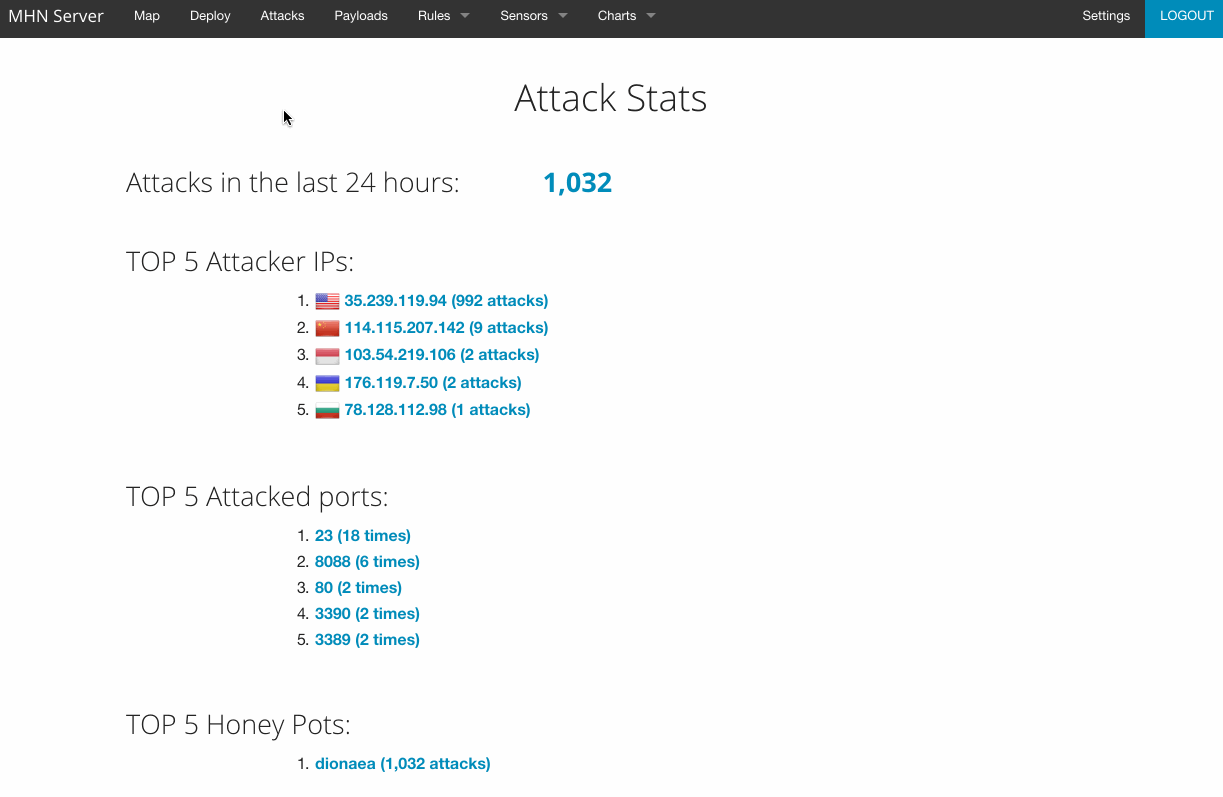 MHN Server Map Deploy Attacks Payloads Rules Sensors Charts Settings LOGOUT
Attack Stats
Attacks in the last 24 hours: 1,032
TOP 5 Attacker IPs:
1. 35.239.119.94 (992 attacks)
2. 114.115.207.142 (9 attacks)
3. 103.54.219.106 (2 attacks)
4. 176.119.7.50 (2 attacks)
5. 78.128.112.98 (1 attacks)
TOP 5 Attacked ports:
1. 23 (18 times)
2. 8088 (6 times)
3. 80 (2 times)
4. 3390 (2 times)
5. 3389 (2 times)
TOP 5 Honey Pots:
1. dionaea (1,032 attacks)